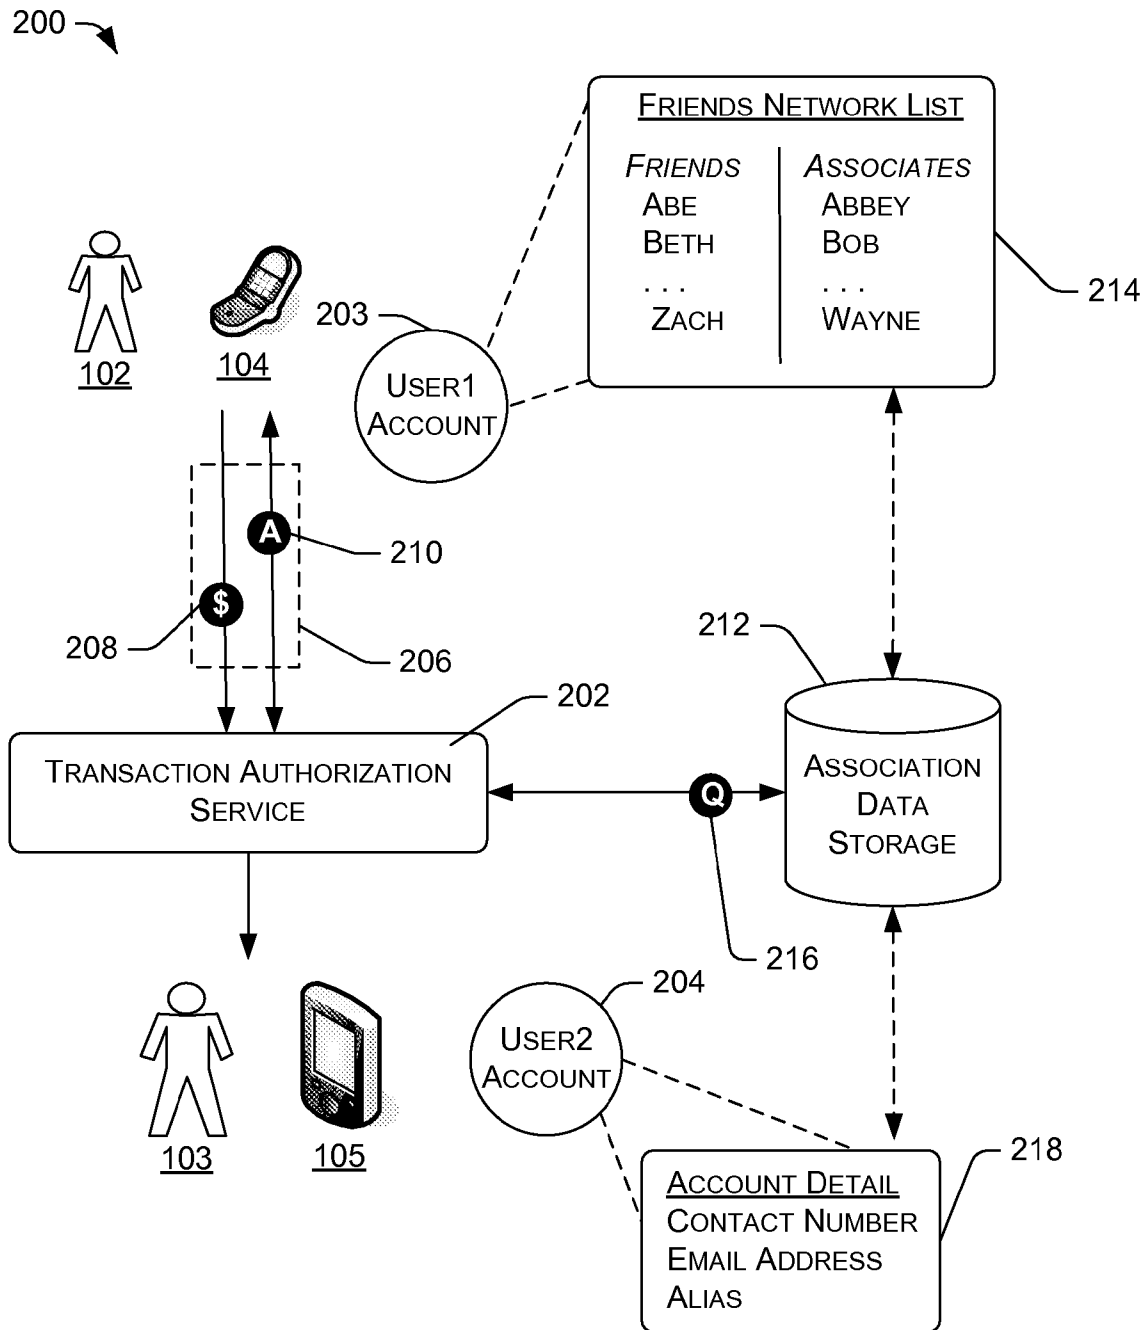 200
FRIENDS NETWORK LIST
FRIENDS
ASSOCIATES
ABE
ABBEY
BETH
BOB
. . .
. . .
ZACH
WAYNE
214
102
104
203
USER1
ACCOUNT
A
210
$
208
206
212
202
TRANSACTION AUTHORIZATION
SERVICE
Q
216
ASSOCIATION
DATA
STORAGE
204
USER2
ACCOUNT
103
105
218
ACCOUNT DETAIL
CONTACT NUMBER
EMAIL ADDRESS
ALIAS